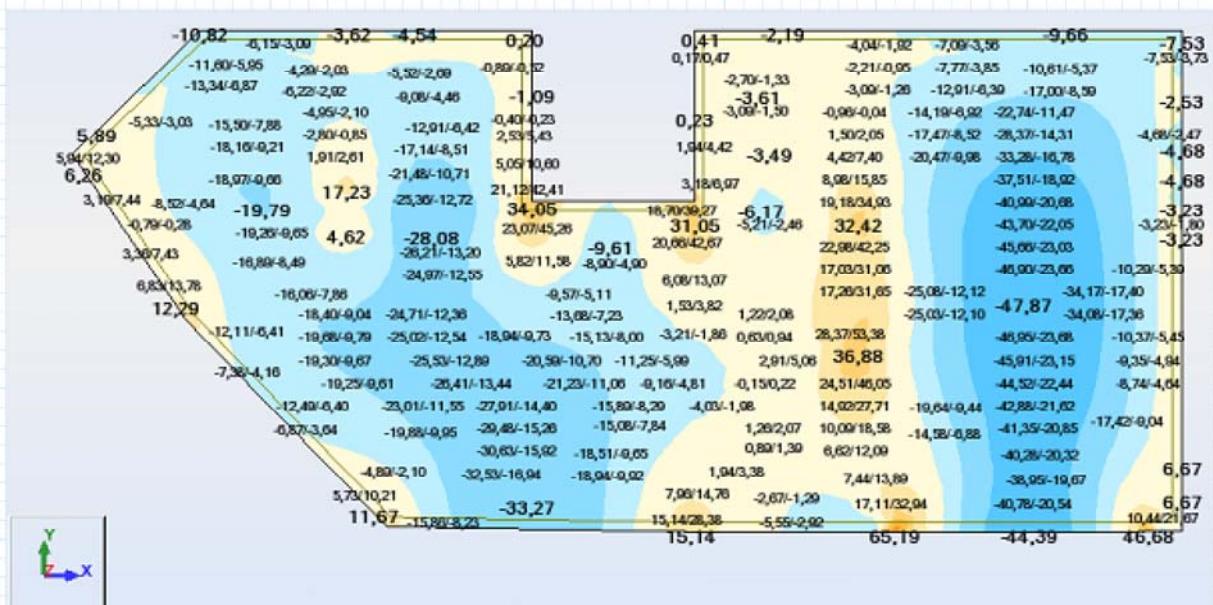 -10,82 -3,62 -4,54 0,20 0,41 -2,19 -9,66 -7,53
-6,15/-3,09 -4,04/-1,92 -7,09/-3,56
0,17/0,47 -7,53/-3,73
-11,60/-5,95 -4,29/-2,03 -5,52/-2,69 -2,21/-0,95 -7,77/-3,85 -10,61/-5,37
-13,34/-6,87 -6,22/-2,92 -9,08/-4,46 -2,70/-1,33 -3,09/-1,26 -12,91/-6,39 -17,00/-8,59
-1,09 -3,61 -2,53
-4,95/-2,10 -0,96/-0,04 -14,19/-6,92 -22,74/-11,47
-5,33/-3,03 -15,50/-7,88 -12,91/-6,42 -0,40/-0,23 0,23
5,89 -2,80/-0,85 2,53/5,43 1,50/2,05 -17,47/-8,52 -28,37/-14,31 -4,68/-2,47
-18,16/-9,21 -17,14/-8,51 1,94/4,42 -4,68
5,94/12,30 1,91/2,61 5,05/10,60 -3,49 4,42/7,40 -20,47/-9,98 -33,28/-16,78
6,26 -18,97/-9,66 -21,48/-10,71 3,18/6,97 8,98/15,85 -37,51/-18,92 -4,68
17,23 21,12/42,41
-8,52/-4,64 -25,36/-12,72 19,18/34,93 -40,99/-20,68
-19,79 34,05 18,70/39,27 -6,17 -3,23
-0,79/-0,28 23,07/45,26 31,05 -5,21/-2,46 32,42 -43,70/-22,05 -3,23/-1,80
-19,26/-9,65 4,62 -28,08 -3,23
-9,61 20,66/42,67 22,98/42,25 -45,66/-23,03
7,43 -26,21/-13,20
-16,89/-8,49 5,82/11,58 -8,90/-4,90 17,03/31,06 -46,90/-23,66 -10,29/-5,39
-24,97/-12,55
6,83/13,78 6,08/13,07
-16,06/-7,86 -9,57/-5,11 17,26/31,65 -25,08/-12,12 -34,17/-17,40
12,29 1,53/3,82 -47,87
-18,40/-9,04 -24,71/-12,36 -13,68/-7,23 1,22/2,08 -25,03/-12,10 -34,08/-17,36
-12,11/-6,41 -19,68/-9,79 -25,02/-12,54 -18,94/-9,73 -15,13/-8,00 -3,21/-1,86 0,63/0,94 28,37/53,38 -46,95/-23,68 -10,37/-5,45
-19,30/-9,67 -25,53/-12,89 -20,59/-10,70 -11,25/-5,99 2,91/5,06 36,88 -45,91/-23,15 -9,35/-4,94
-7,38/-4,16
-19,25/-9,61 -26,41/-13,44 -21,23/-11,06 -9,16/-4,81 -0,15/0,22 24,51/46,05 -44,52/-22,44 -8,74/-4,64
-12,49/-6,40 -23,01/-11,55 -27,91/-14,40 -15,89/-8,29 -4,03/-1,98 14,92/27,71 -19,64/-9,44 -42,88/-21,62
-17,42/-9,04
-6,87/-3,64 -19,88/-9,95 -29,48/-15,26 -15,08/-7,84 1,26/2,07 10,09/18,58 -14,58/-6,88 -41,35/-20,85
-30,63/-15,92 -18,51/-9,65 0,89/1,39 6,62/12,09 -40,28/-20,32
-4,89/-2,10 -32,53/-16,94 -18,94/-9,92 1,94/3,38 7,44/13,89 -38,95/-19,67 6,67
5,73/10,21 7,96/14,76 -2,67/-1,29
-33,27 17,11/32,94 -40,78/-20,54 6,67
11,67 -15,86/-8,23 15,14/28,38 -5,55/-2,92 10,44/21,67
15,14 65,19 -44,39 46,68
Y
Z X